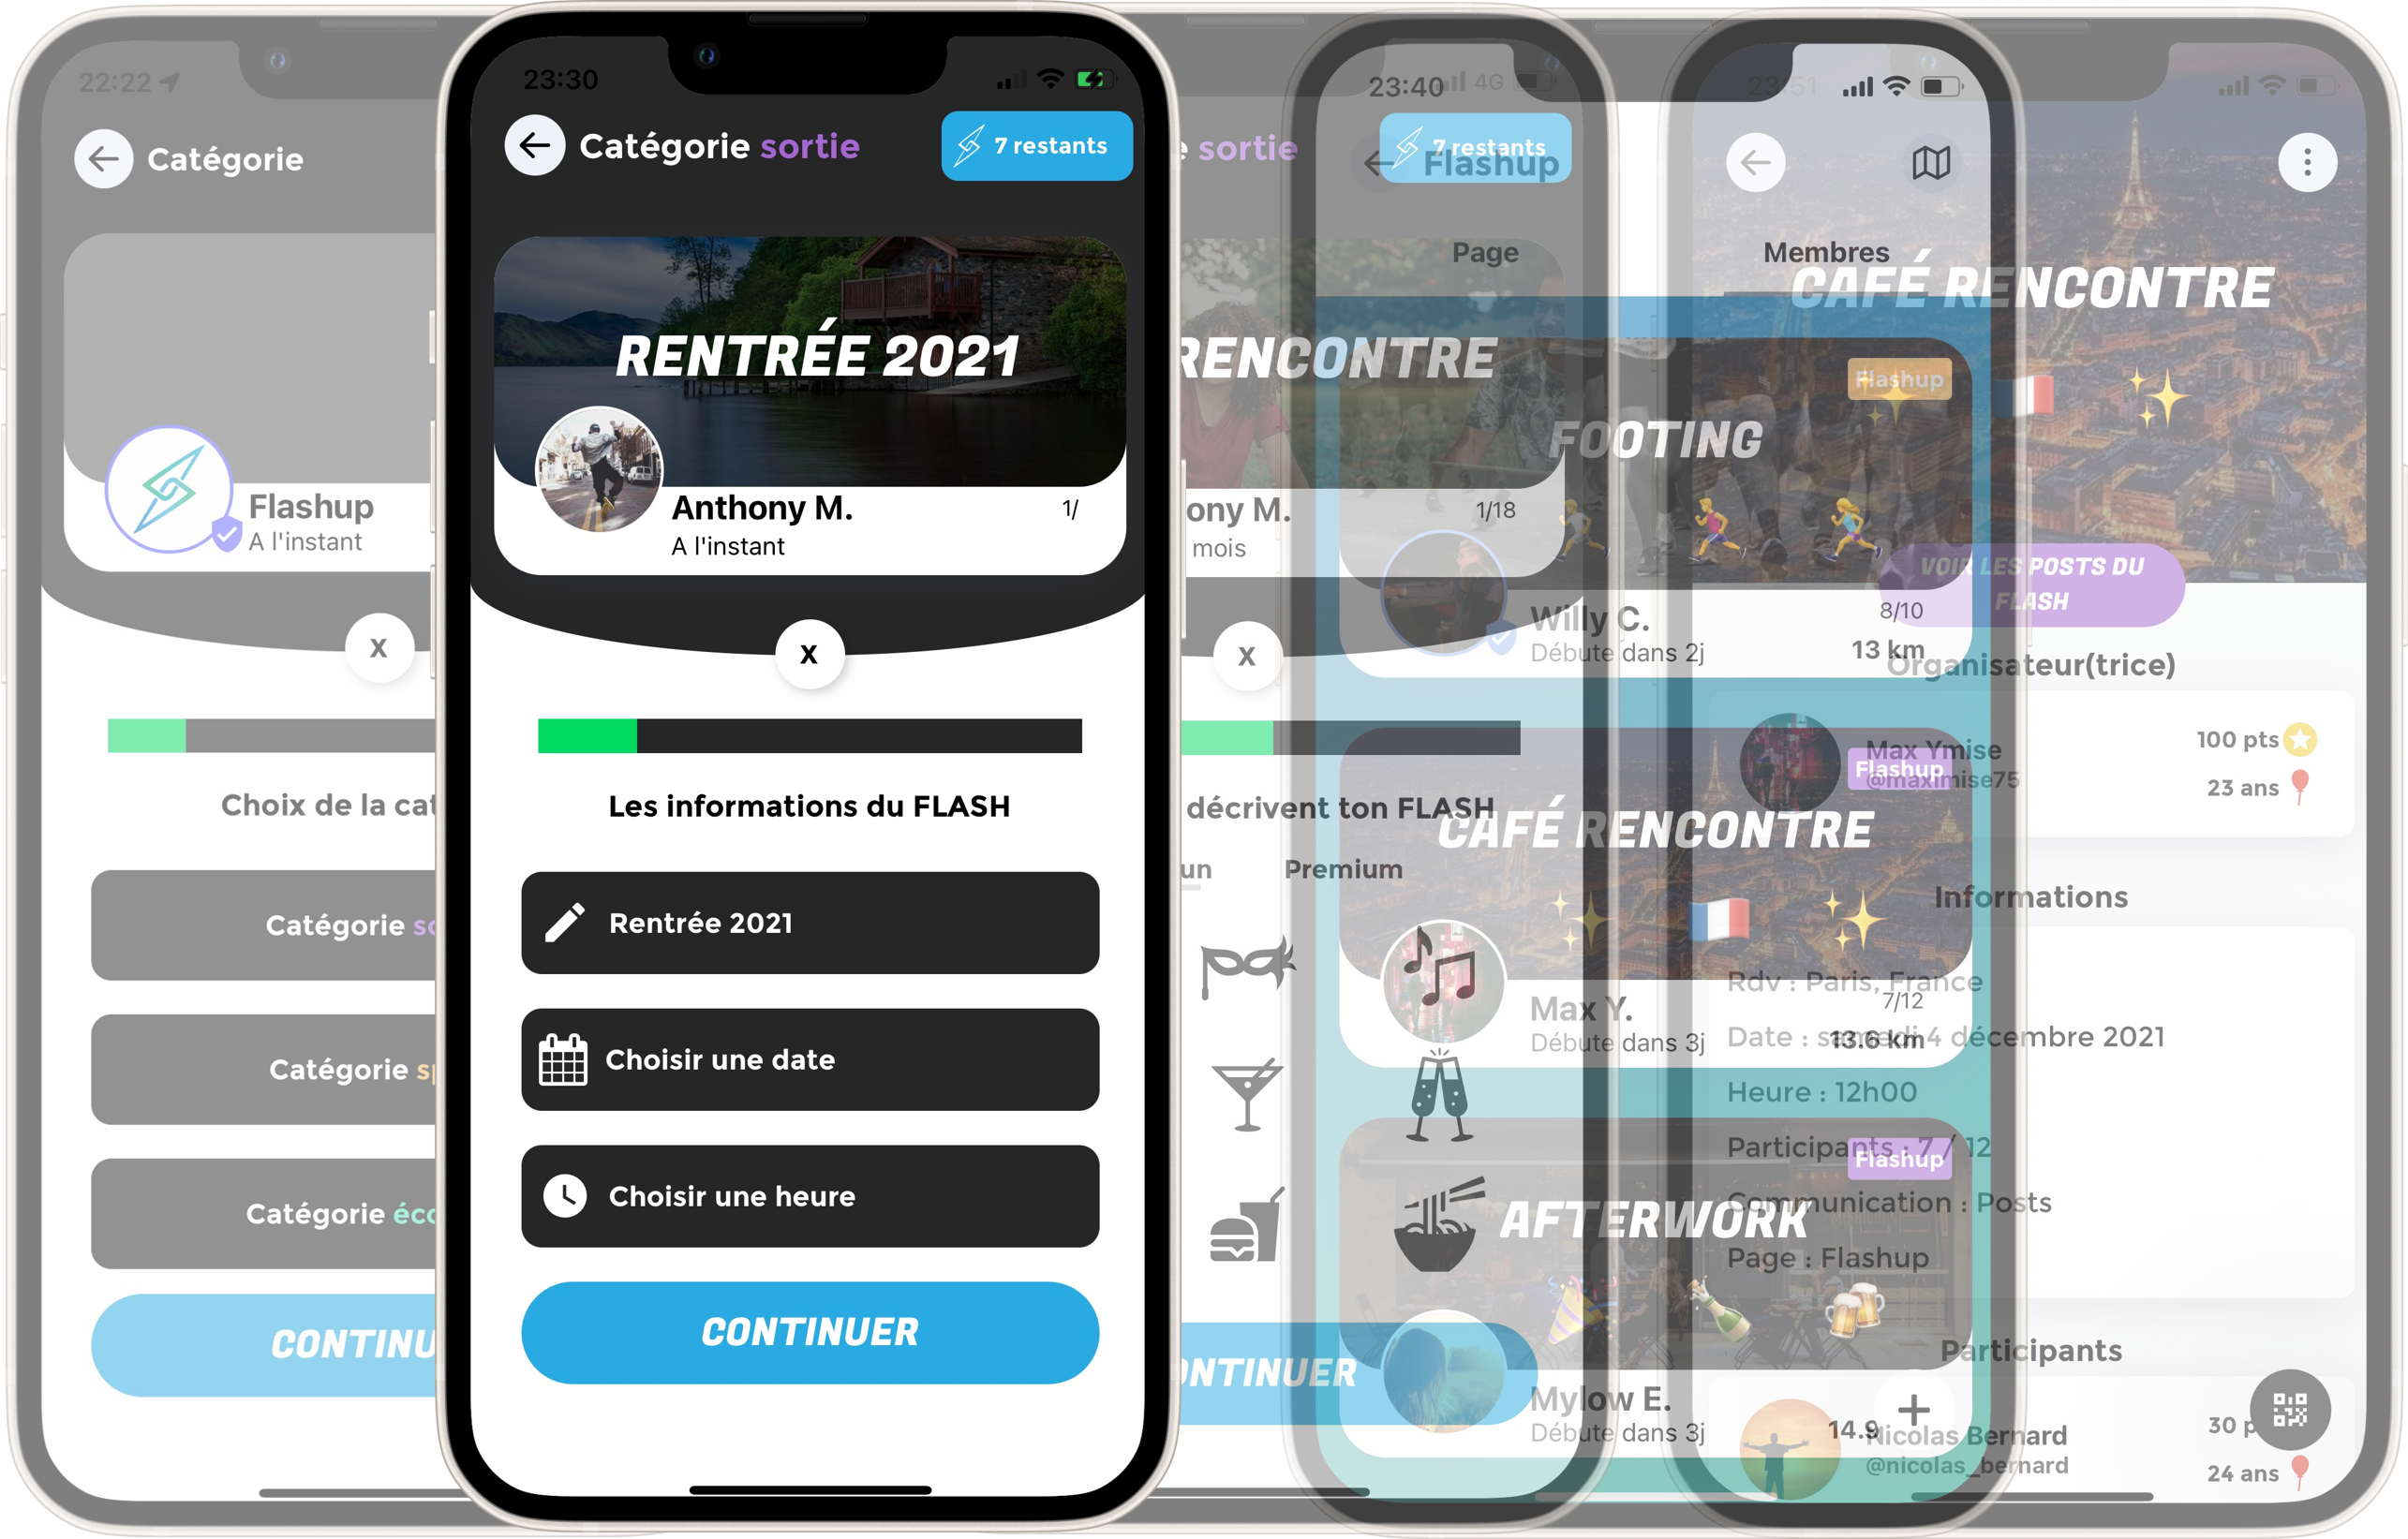 22:22
Catégorie
Flashup
A l'instant
X
Choix de la cat
Catégorie so
Catégorie sp
Catégorie éco
CONTINU
23:30
Catégorie sortie
7 restants
RENTRÉE 2021
Anthony M.
1/
A l'instant
X
Les informations du FLASH
Rentrée 2021
Choisir une date
Choisir une heure
CONTINUER
4G
e sortie
7 restants
RENCONTRE
ony M.
1/18
mois
X
décrivent ton FLASH
un
Premium
ONTINUER
23:40
Flashup
Page
Membres
Flashup
FOOTING
Willy C.
8/10
Débute dans 2j
13 km
Flashup
CAFÉ RENCONTRE
Max Y.
7/12
Débute dans 3j
13.6 km
Flashup
AFTERWORK
Mylow E.
Débute dans 3j
14.9
23:51
CAFÉ RENCONTRE
VOIR LES POSTS DU
FLASH
Organisateur(trice)
Max Ymise
100 pts
@maximise75
23 ans
Informations
Rdv : Paris, France
Date : samedi 4 décembre 2021
Heure : 12h00
Participants : 7 / 12
Communication : Posts
Page : Flashup
Participants
Nicolas Bernard
30 p
@nicolas_bernard
24 ans